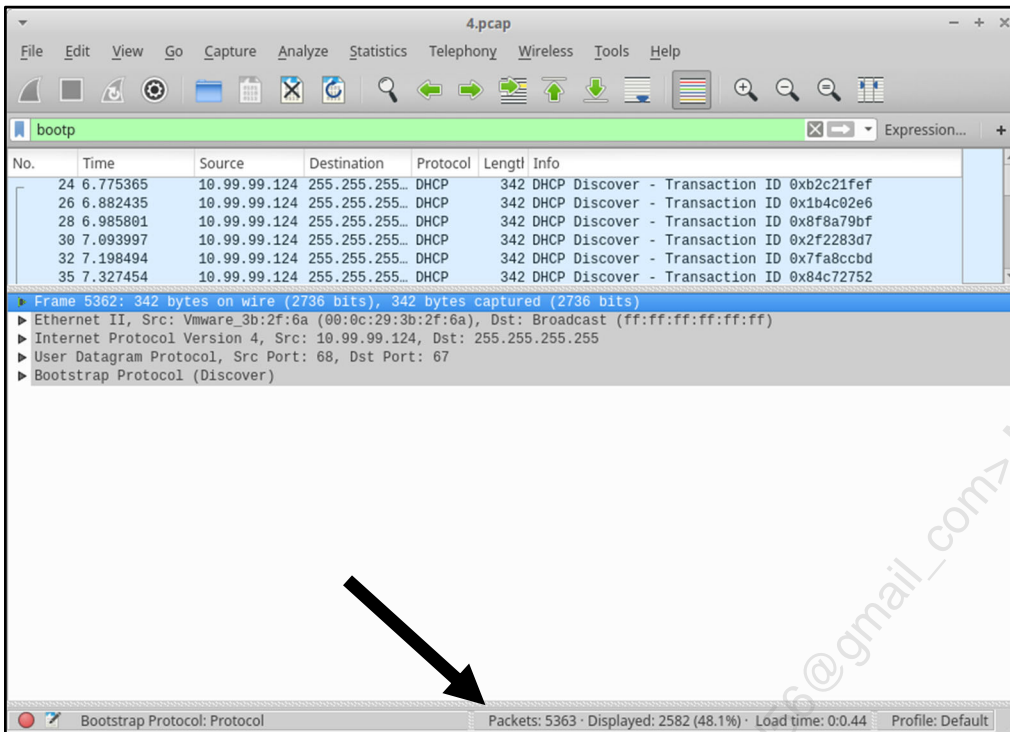 4.pcap
File Edit View Go Capture Analyze Statistics Telephony Wireless Tools Help
bootp Expression... +
No. Time Source Destination Protocol Lengtl Info
24 6.775365 10.99.99.124 255.255.255… DHCP 342 DHCP Discover - Transaction ID 0xb2c21fef
26 6.882435 10.99.99.124 255.255.255… DHCP 342 DHCP Discover - Transaction ID 0x1b4c02e6
28 6.985801 10.99.99.124 255.255.255… DHCP 342 DHCP Discover - Transaction ID 0x8f8a79bf
30 7.093997 10.99.99.124 255.255.255… DHCP 342 DHCP Discover - Transaction ID 0x2f2283d7
32 7.198494 10.99.99.124 255.255.255… DHCP 342 DHCP Discover - Transaction ID 0x7fa8ccbd
35 7.327454 10.99.99.124 255.255.255… DHCP 342 DHCP Discover - Transaction ID 0x84c72752
Frame 5362: 342 bytes on wire (2736 bits), 342 bytes captured (2736 bits)
Ethernet II, Src: Vmware_3b:2f:6a (00:0c:29:3b:2f:6a), Dst: Broadcast (ff:ff:ff:ff:ff:ff)
Internet Protocol Version 4, Src: 10.99.99.124, Dst: 255.255.255.255
User Datagram Protocol, Src Port: 68, Dst Port: 67
Bootstrap Protocol (Discover)
56@gmail_com>
Bootstrap Protocol: Protocol Packets: 5363 · Displayed: 2582 (48.1%) · Load time: 0:0.44 Profile: Default